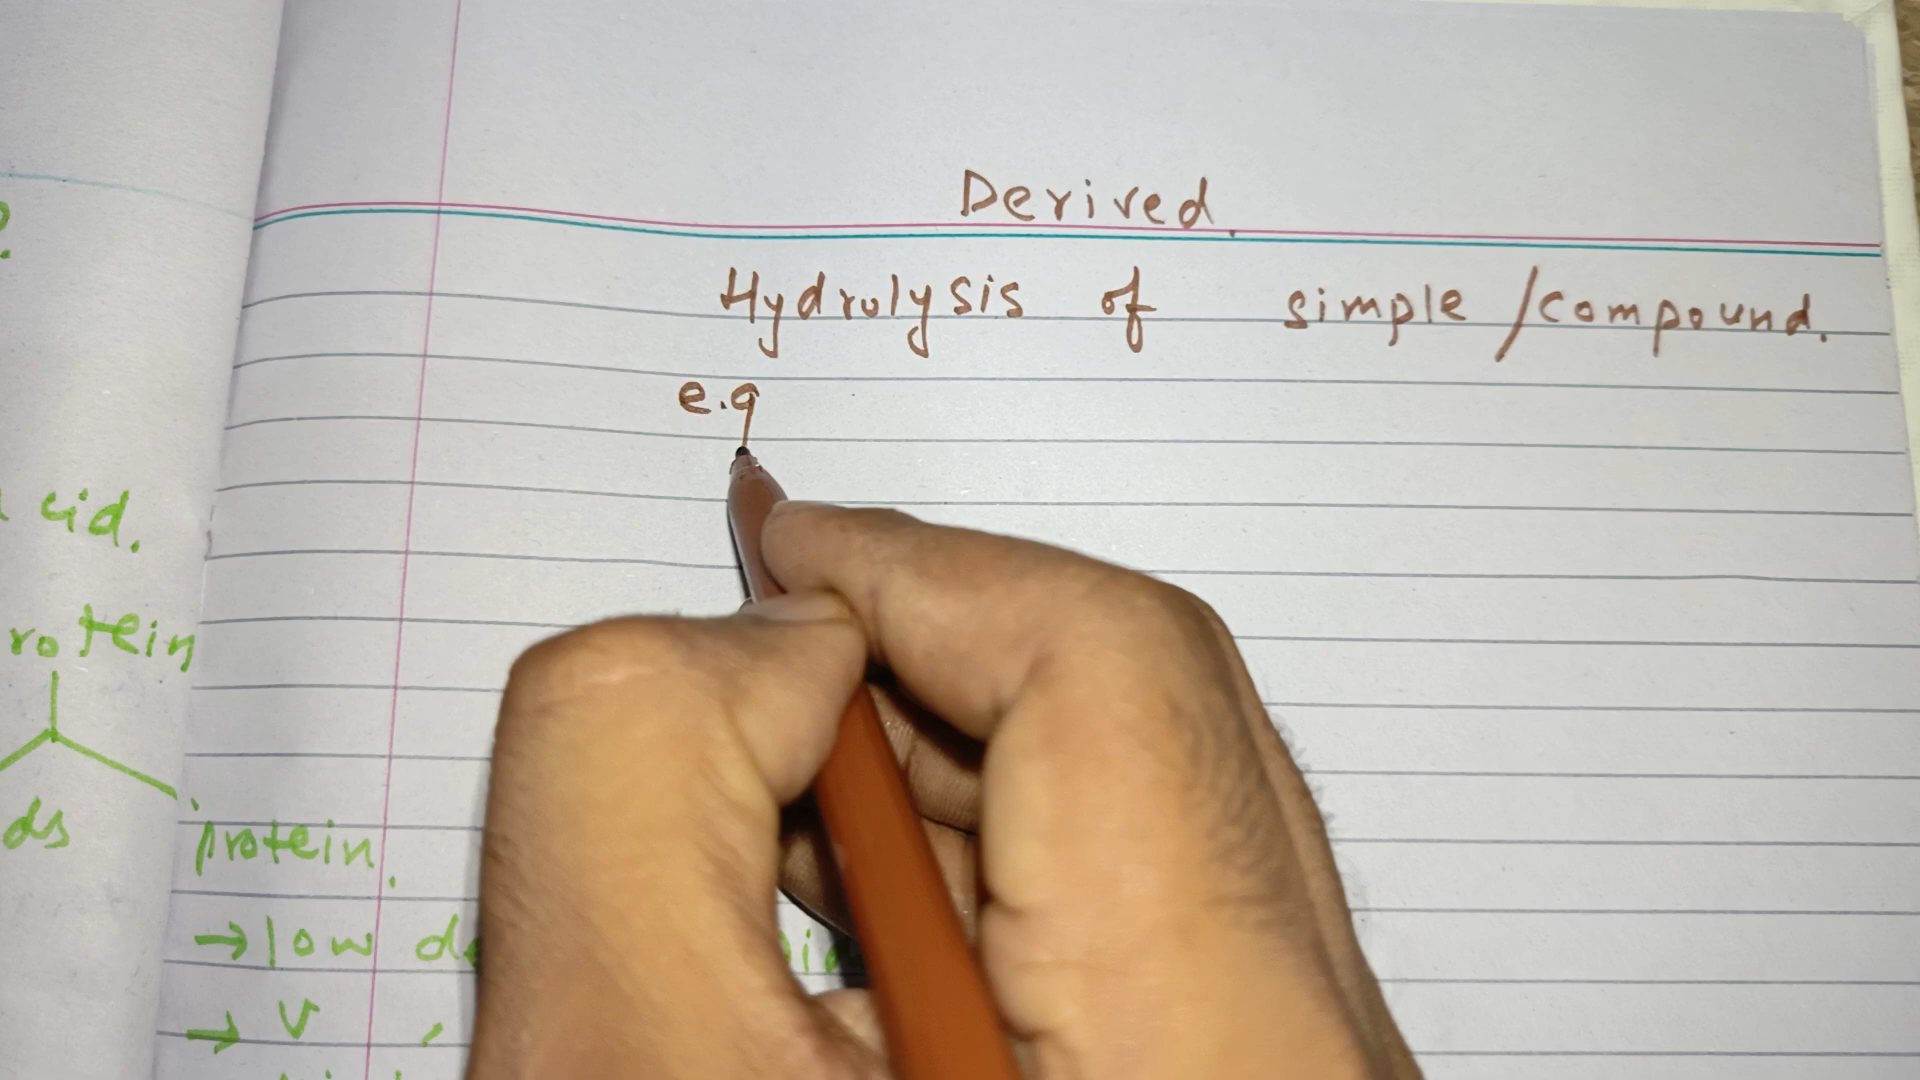 Derived.
Hydrolysis of simple/compound.
e.g
cid.
rotein
ds
protein.
→ low de
→ V